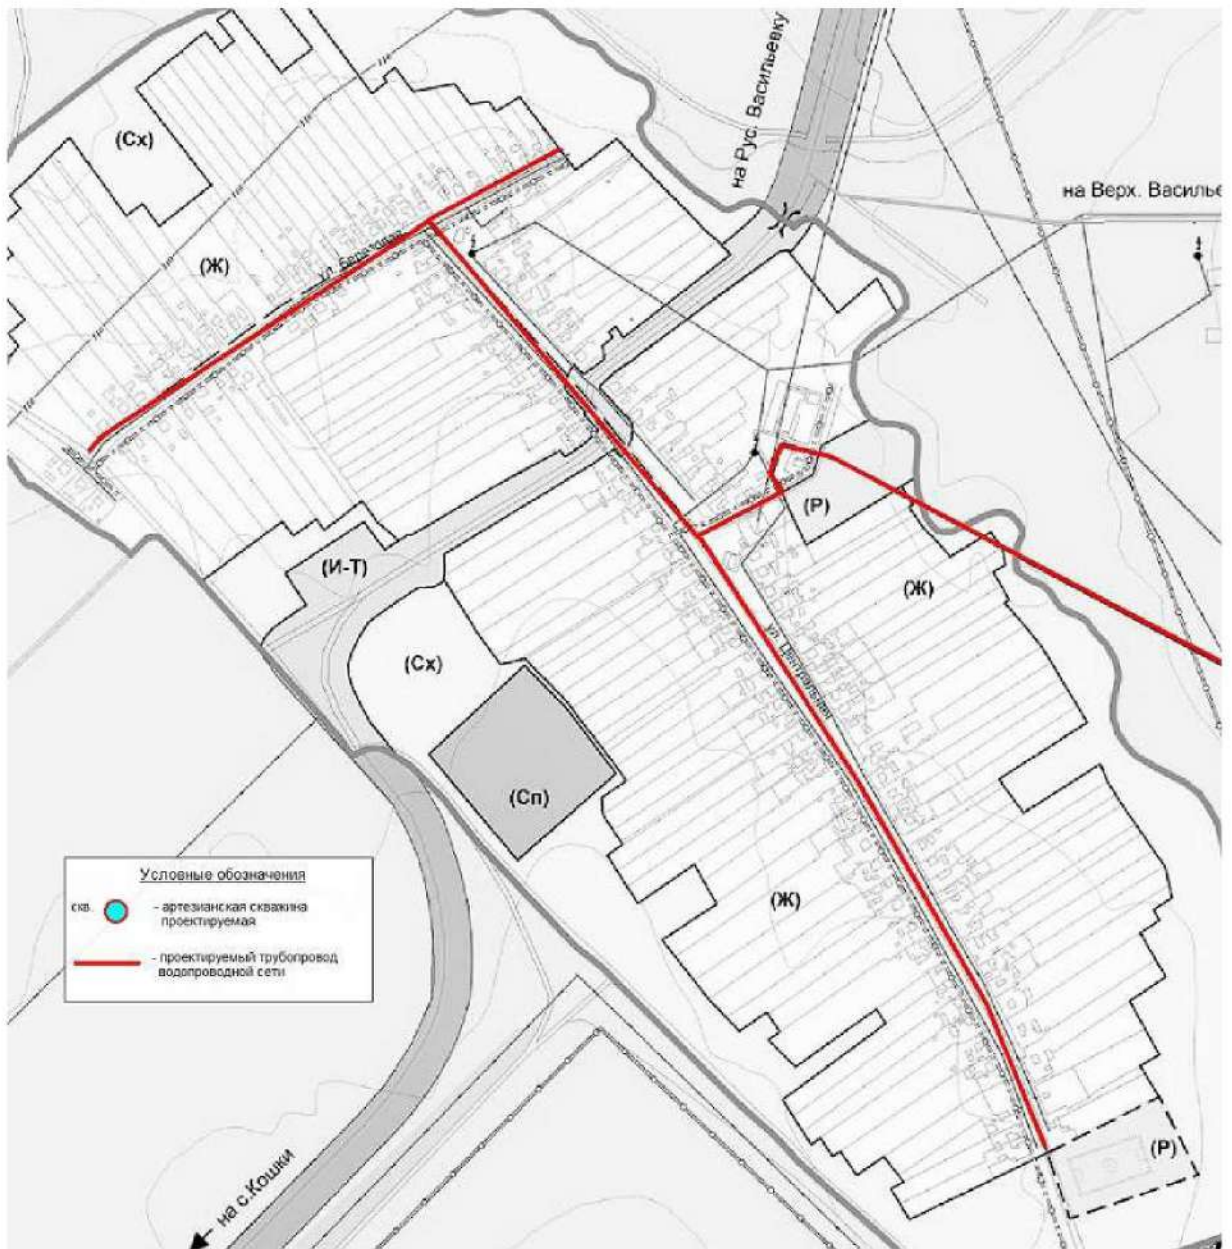 на Рус. Васильевку
(Сх)
на Верх. Василье
ул. Береговая
(Ж)
(Р)
(И-Т)
(Ж)
(Сх)
ул. Центральная
(Сп)
(Ж)
Условные обозначения
скв.
- артезианская скважина
проектируемая
- проектируемый трубопровод
водопроводной сети
(Р)
на с.Кошки